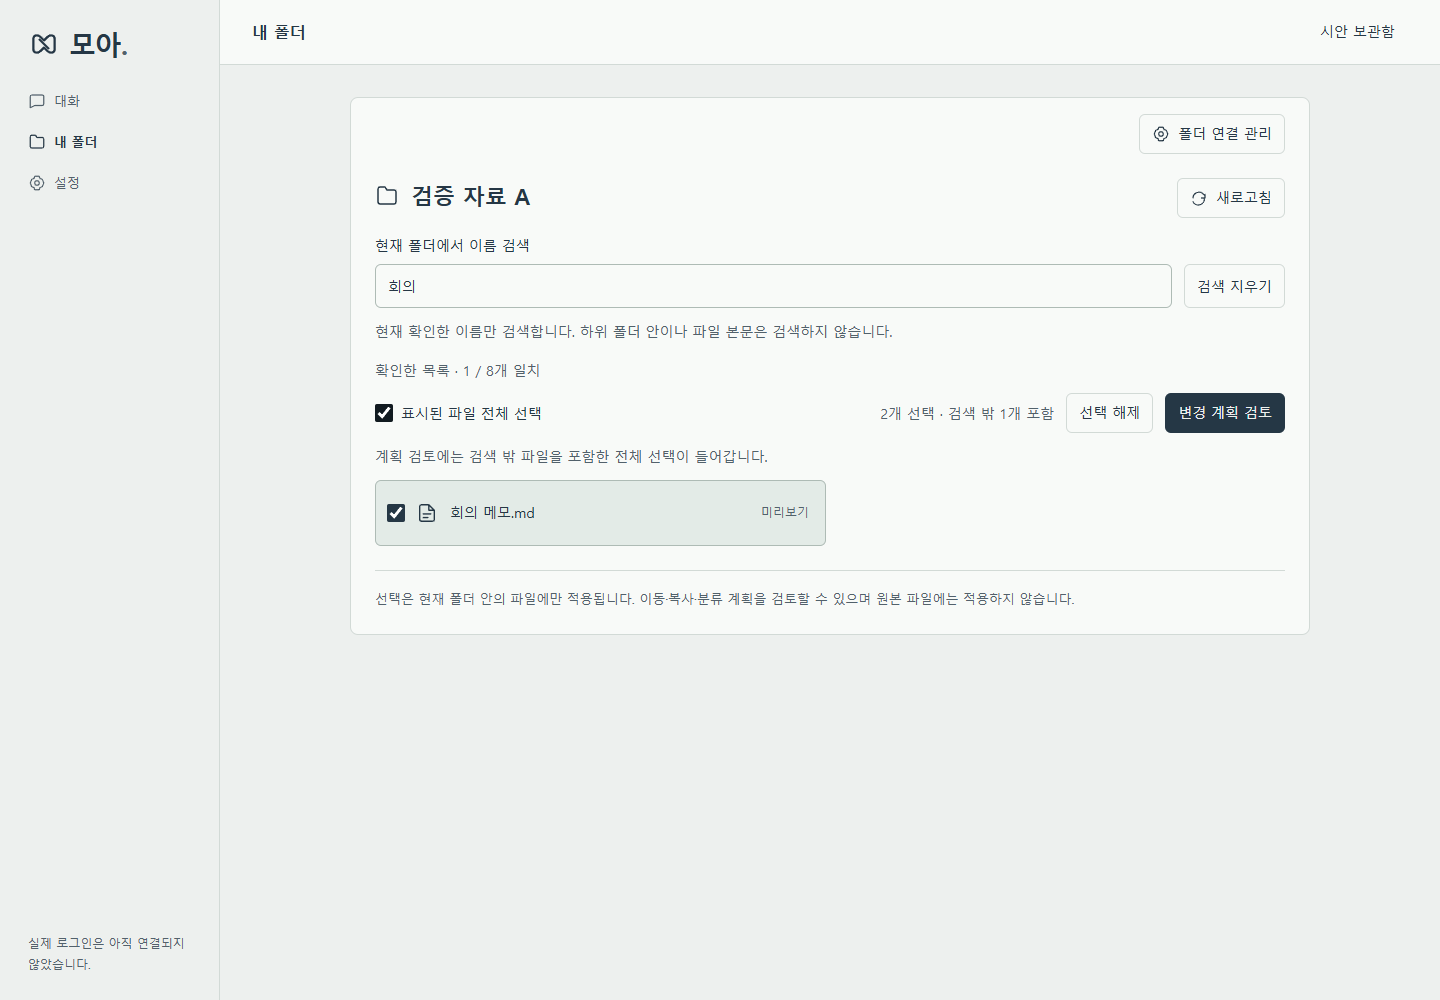 모아.
대화
내 폴더
설정
실제 로그인은 아직 연결되지
않았습니다.
내 폴더
시안 보관함
폴더 연결 관리
검증 자료 A
새로고침
현재 폴더에서 이름 검색
회의
검색 지우기
현재 확인한 이름만 검색합니다. 하위 폴더 안이나 파일 본문은 검색하지 않습니다.
확인한 목록 · 1 / 8개 일치
표시된 파일 전체 선택
2개 선택 · 검색 밖 1개 포함
선택 해제
변경 계획 검토
계획 검토에는 검색 밖 파일을 포함한 전체 선택이 들어갑니다.
회의 메모.md
미리보기
선택은 현재 폴더 안의 파일에만 적용됩니다. 이동·복사·분류 계획을 검토할 수 있으며 원본 파일에는 적용하지 않습니다.